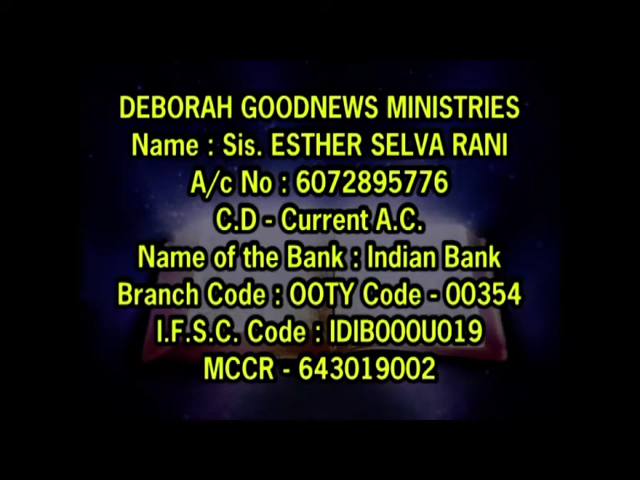 DEBORAH GOODNEWS MINISTRIES
Name : Sis. ESTHER SELVA RANI
A/c No : 6072895776
C.D - Current A.C.
Name of the Bank : Indian Bank
Branch Code : OOTY Code - 00354
I.F.S.C. Code : IDIB000U019
MCCR - 643019002